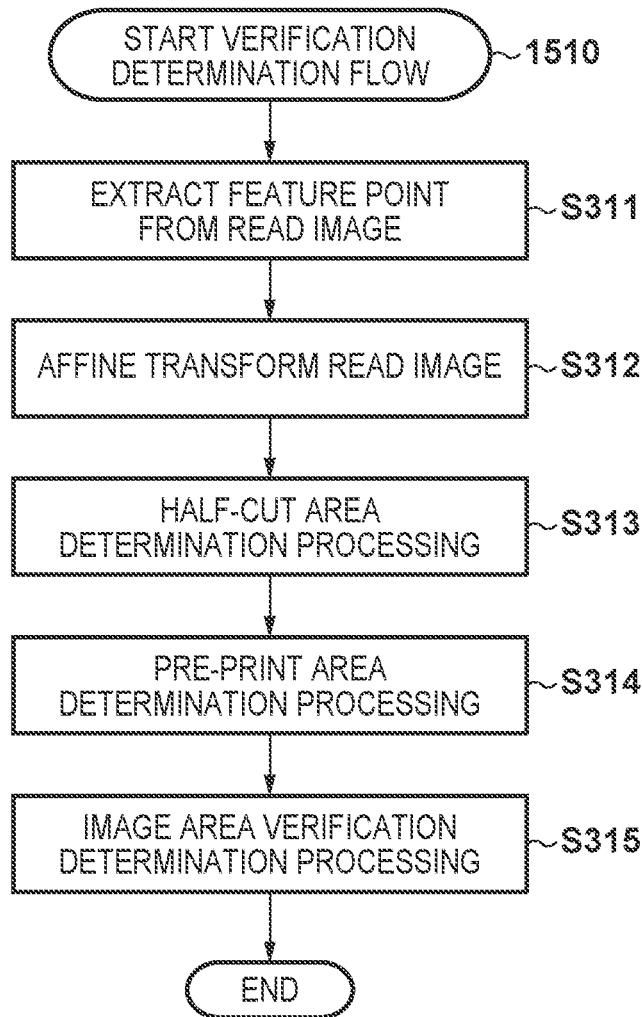 START VERIFICATION
DETERMINATION FLOW
1510
EXTRACT FEATURE POINT
FROM READ IMAGE
S311
AFFINE TRANSFORM READ IMAGE
S312
HALF-CUT AREA
DETERMINATION PROCESSING
S313
PRE-PRINT AREA
DETERMINATION PROCESSING
S314
IMAGE AREA VERIFICATION
DETERMINATION PROCESSING
S315
END